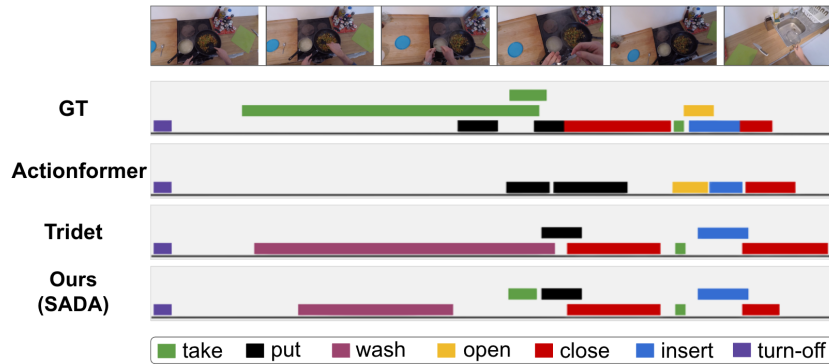 GT
Actionformer
Tridet
Ours
(SADA)
take put wash open close insert turn-off